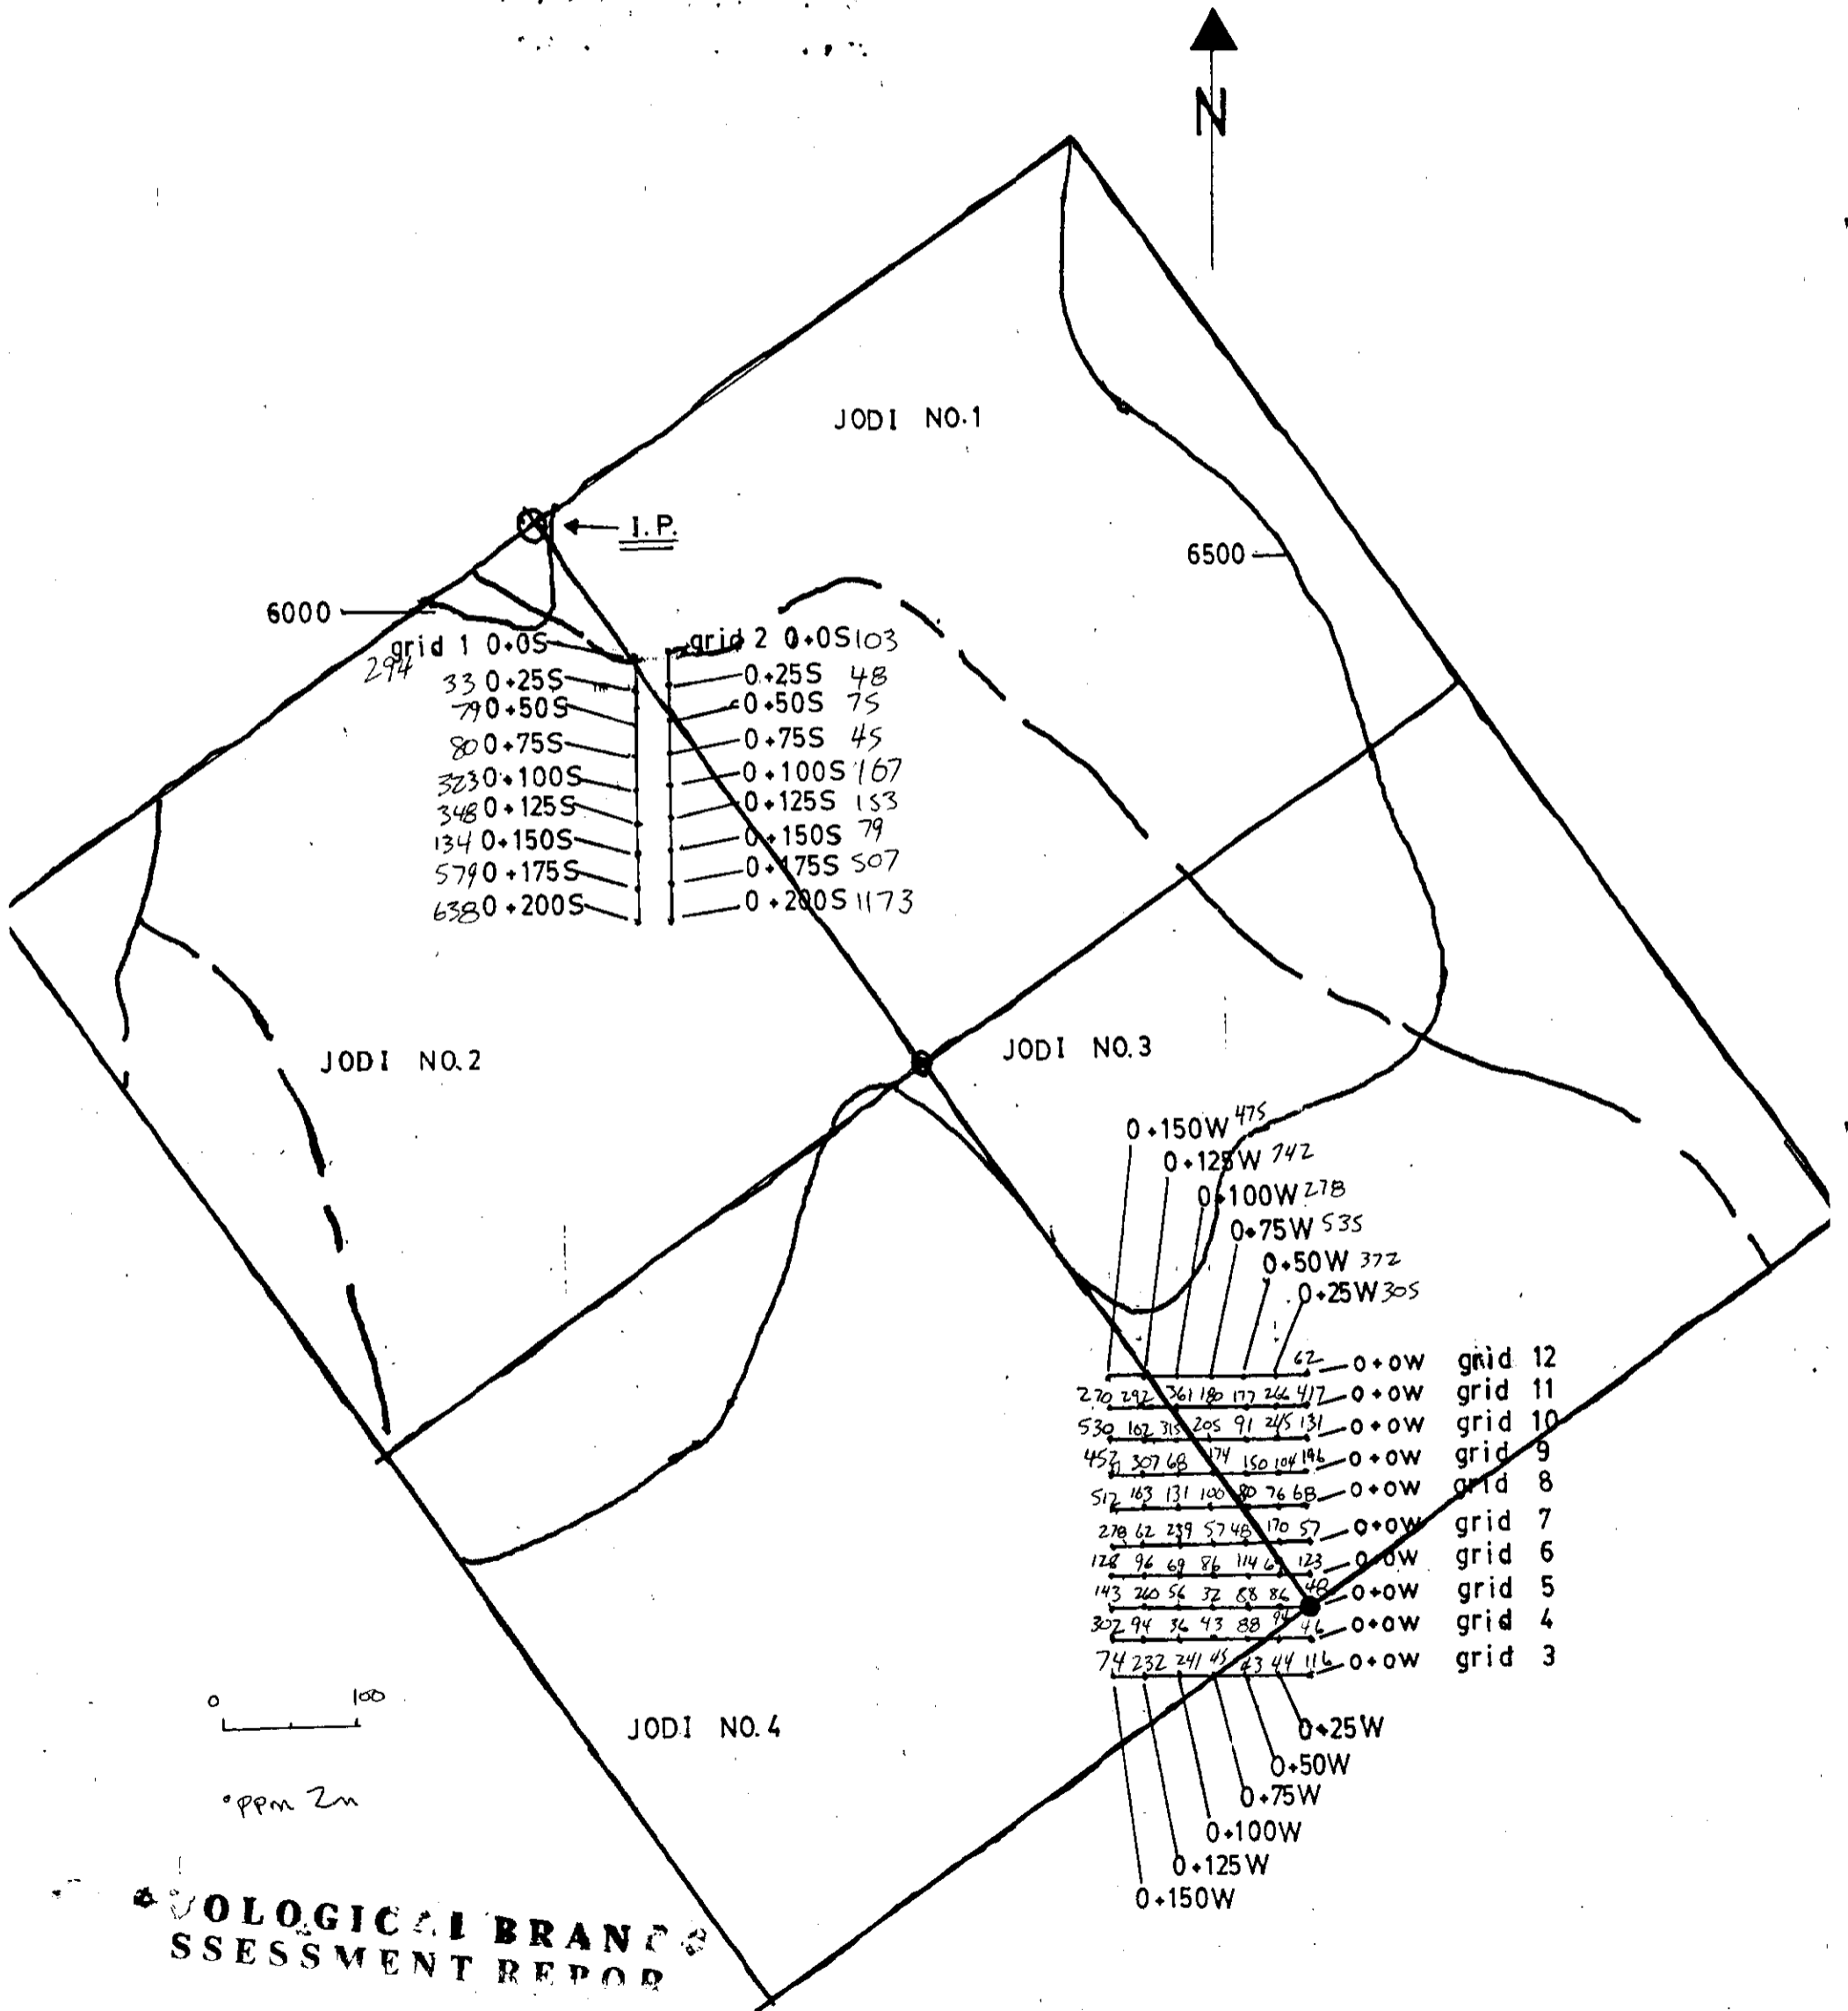 N
JODI NO.1
I.P.
6500
6000
grid 1 0+0S
294
33 0+25S
79 0+50S
80 0+75S
323 0+100S
348 0+125S
134 0+150S
579 0+175S
638 0+200S
grid 2 0+0S 103
0+25S 48
0+50S 75
0+75S 45
0+100S 167
0+125S 153
0+150S 79
0+175S 507
0+200S 1173
JODI NO.2
JODI NO.3
0+150W 475
0+125W 742
0+100W 278
0+75W 535
0+50W 372
0+25W 305
62 0+0W grid 12
270 292 361 180 177 266 417 0+0W grid 11
530 102 315 205 91 245 131 0+0W grid 10
452 307 68 174 150 104 196 0+0W grid 9
512 163 131 100 80 76 68 0+0W grid 8
278 62 239 57 48 170 57 0+0W grid 7
128 96 69 86 114 123 0+0W grid 6
143 260 56 32 88 86 48 0+0W grid 5
302 94 36 43 88 94 46 0+0W grid 4
74 232 241 45 43 44 116 0+0W grid 3
0+25W
0+50W
0+75W
0+100W
0+125W
0+150W
0 100
JODI NO.4
°ppm Zn
OLOGICAL BRAN
SSESSMENT REPOR